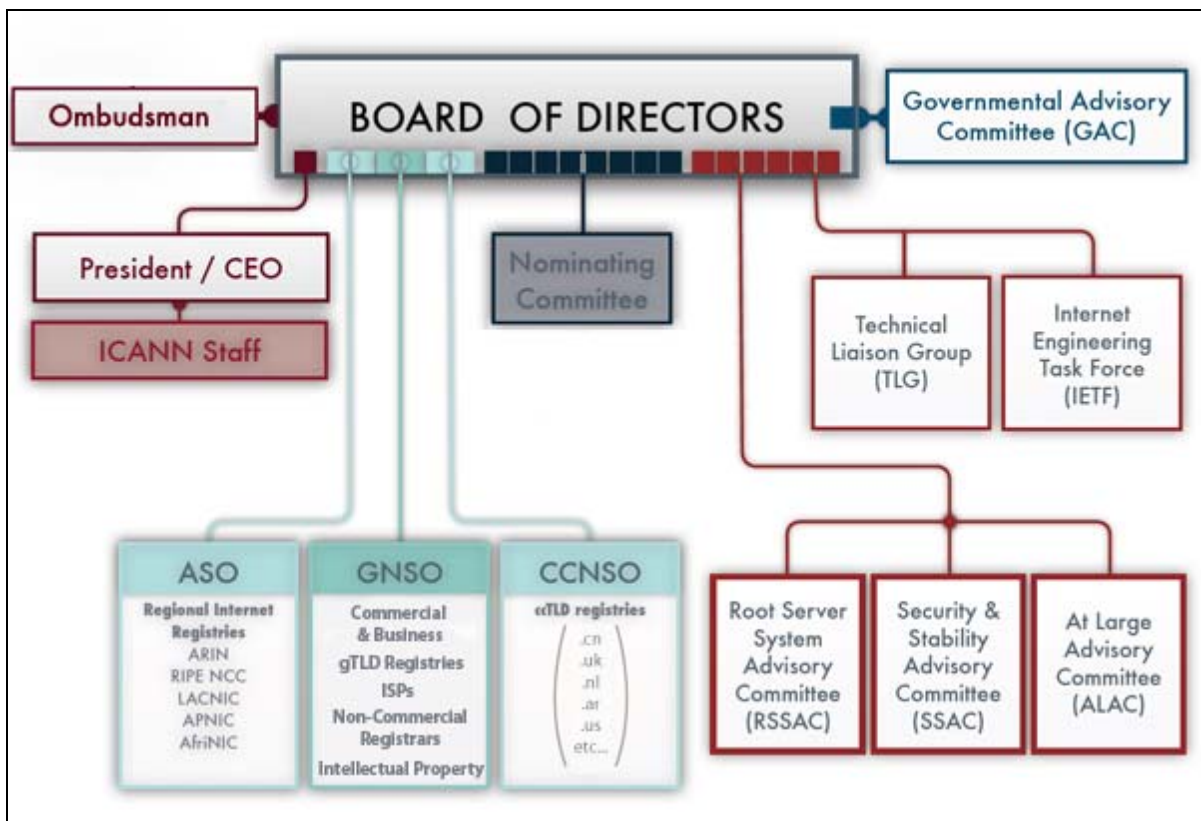 BOARD OF DIRECTORS
Ombudsman
Governmental Advisory
Committee (GAC)
President / CEO
ICANN Staff
Nominating
Committee
Technical
Liaison Group
(TLG)
Internet
Engineering
Task Force
(IETF)
ASO
Regional Internet
Registries
ARIN
RIPE NCC
LACNIC
APNIC
AfriNIC
GNSO
Commercial
& Business
gTLD Registries
ISPs
Non-Commercial
Registrars
Intellectual Property
CCNSO
ccTLD registries
.cn
.uk
.nl
.ar
.us
etc...
Root Server
System
Advisory
Committee
(RSSAC)
Security &
Stability
Advisory
Committee
(SSAC)
At Large
Advisory
Committee
(ALAC)